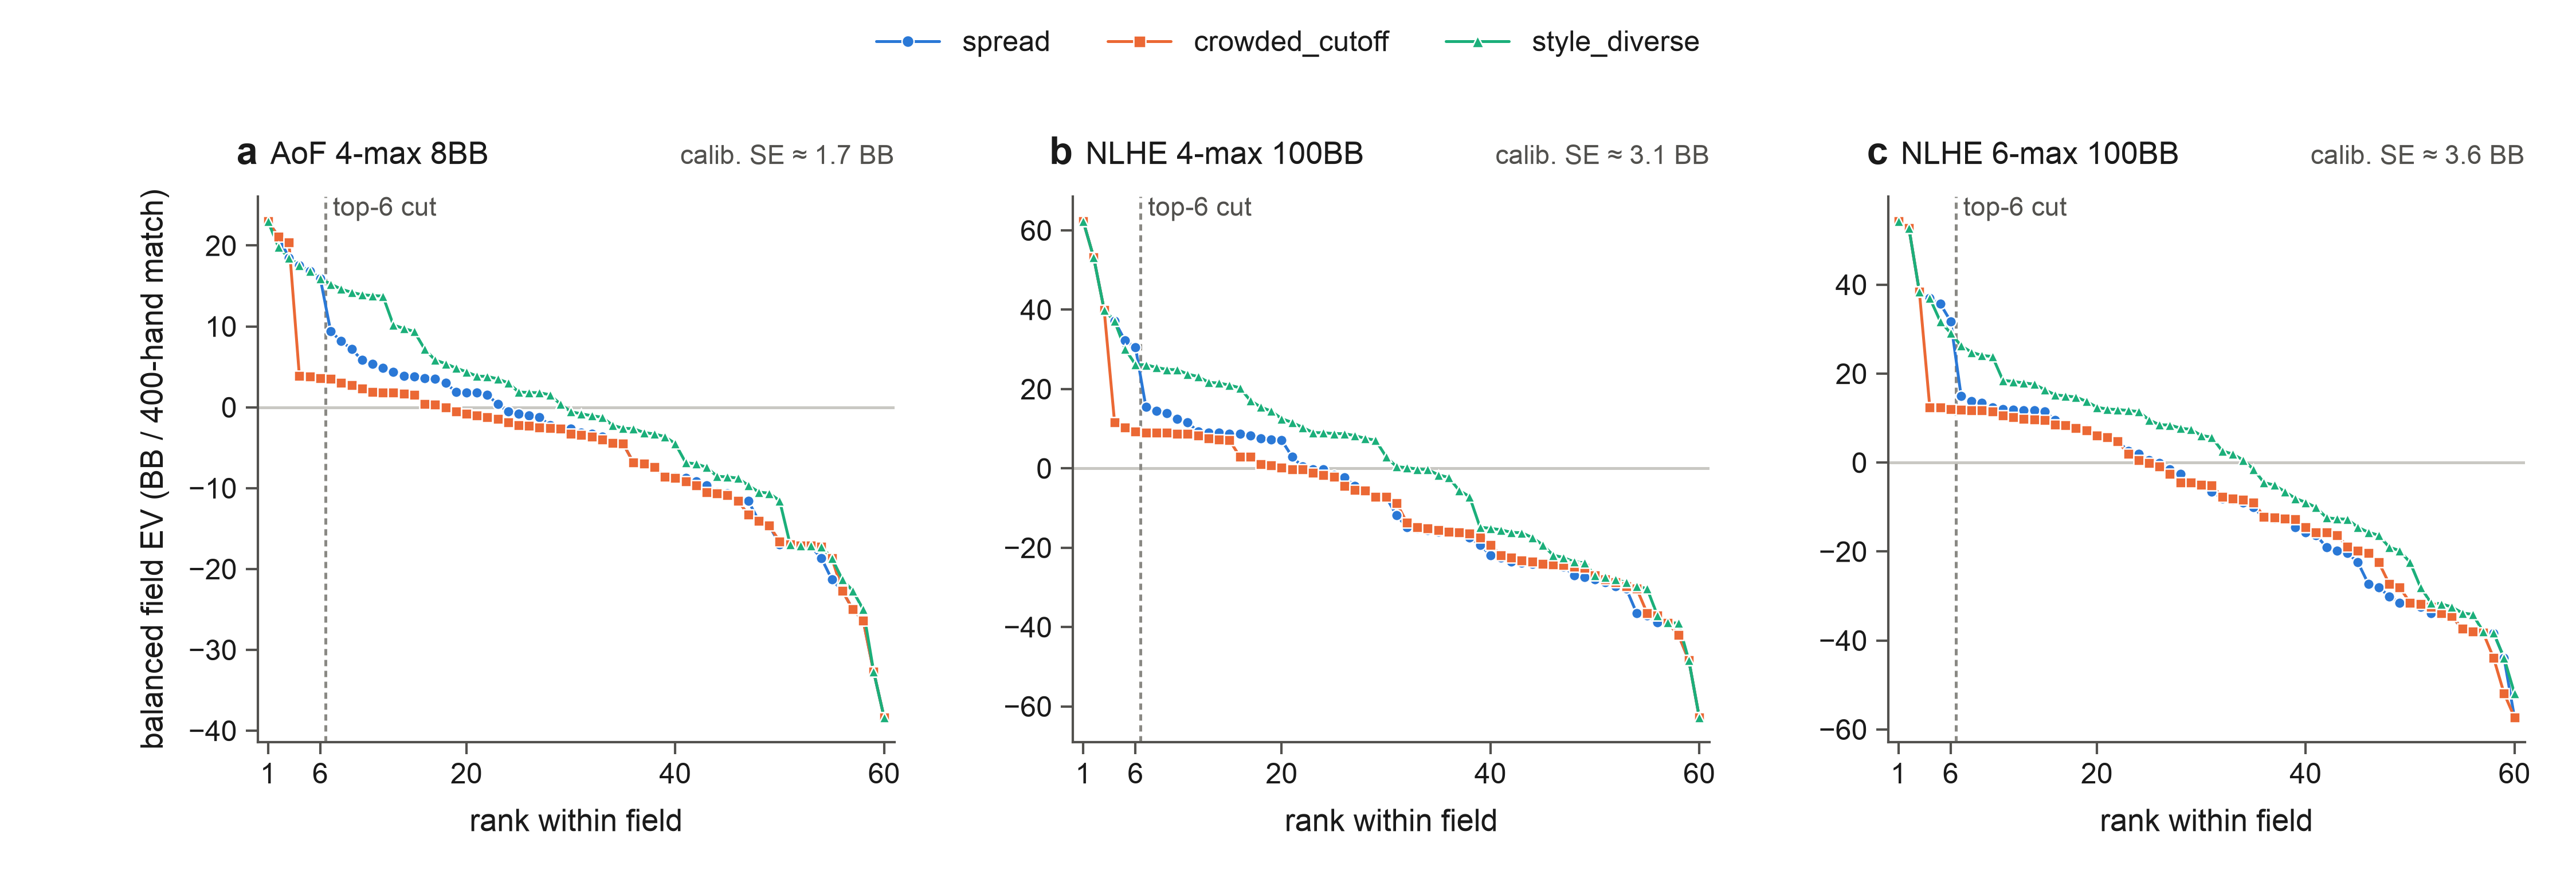 spread crowded_cutoff style_diverse
a AoF 4-max 8BB calib. SE ≈ 1.7 BB
top-6 cut
balanced field EV (BB / 400-hand match)
20
10
0
−10
−20
−30
−40
1 6 20 40 60
rank within field
b NLHE 4-max 100BB calib. SE ≈ 3.1 BB
top-6 cut
60
40
20
0
−20
−40
−60
1 6 20 40 60
rank within field
c NLHE 6-max 100BB calib. SE ≈ 3.6 BB
top-6 cut
40
20
0
−20
−40
−60
1 6 20 40 60
rank within field